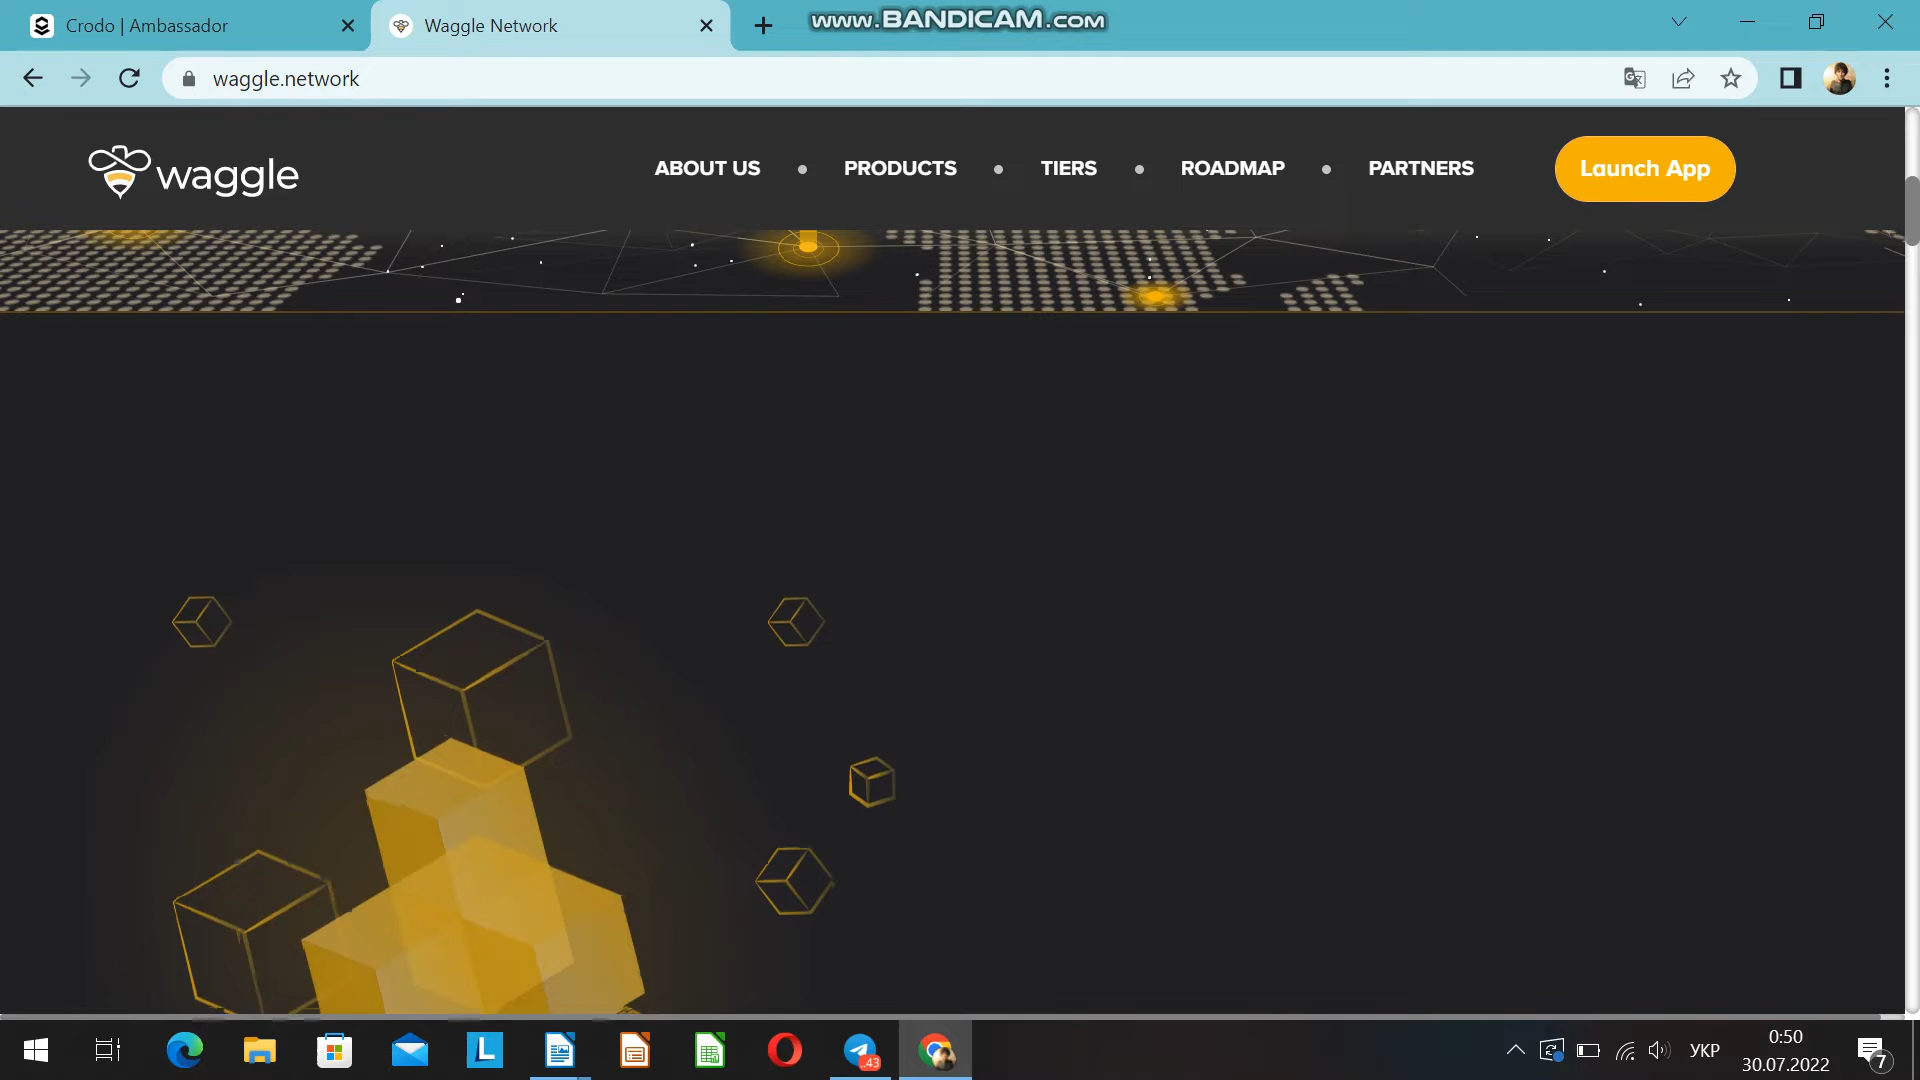 Crodo | Ambassador
Waggle Network
www.BANDICAM.com
waggle.network
waggle
ABOUT US
PRODUCTS
TIERS
ROADMAP
PARTNERS
Launch App
L
43
УКР
0:50
30.07.2022
7